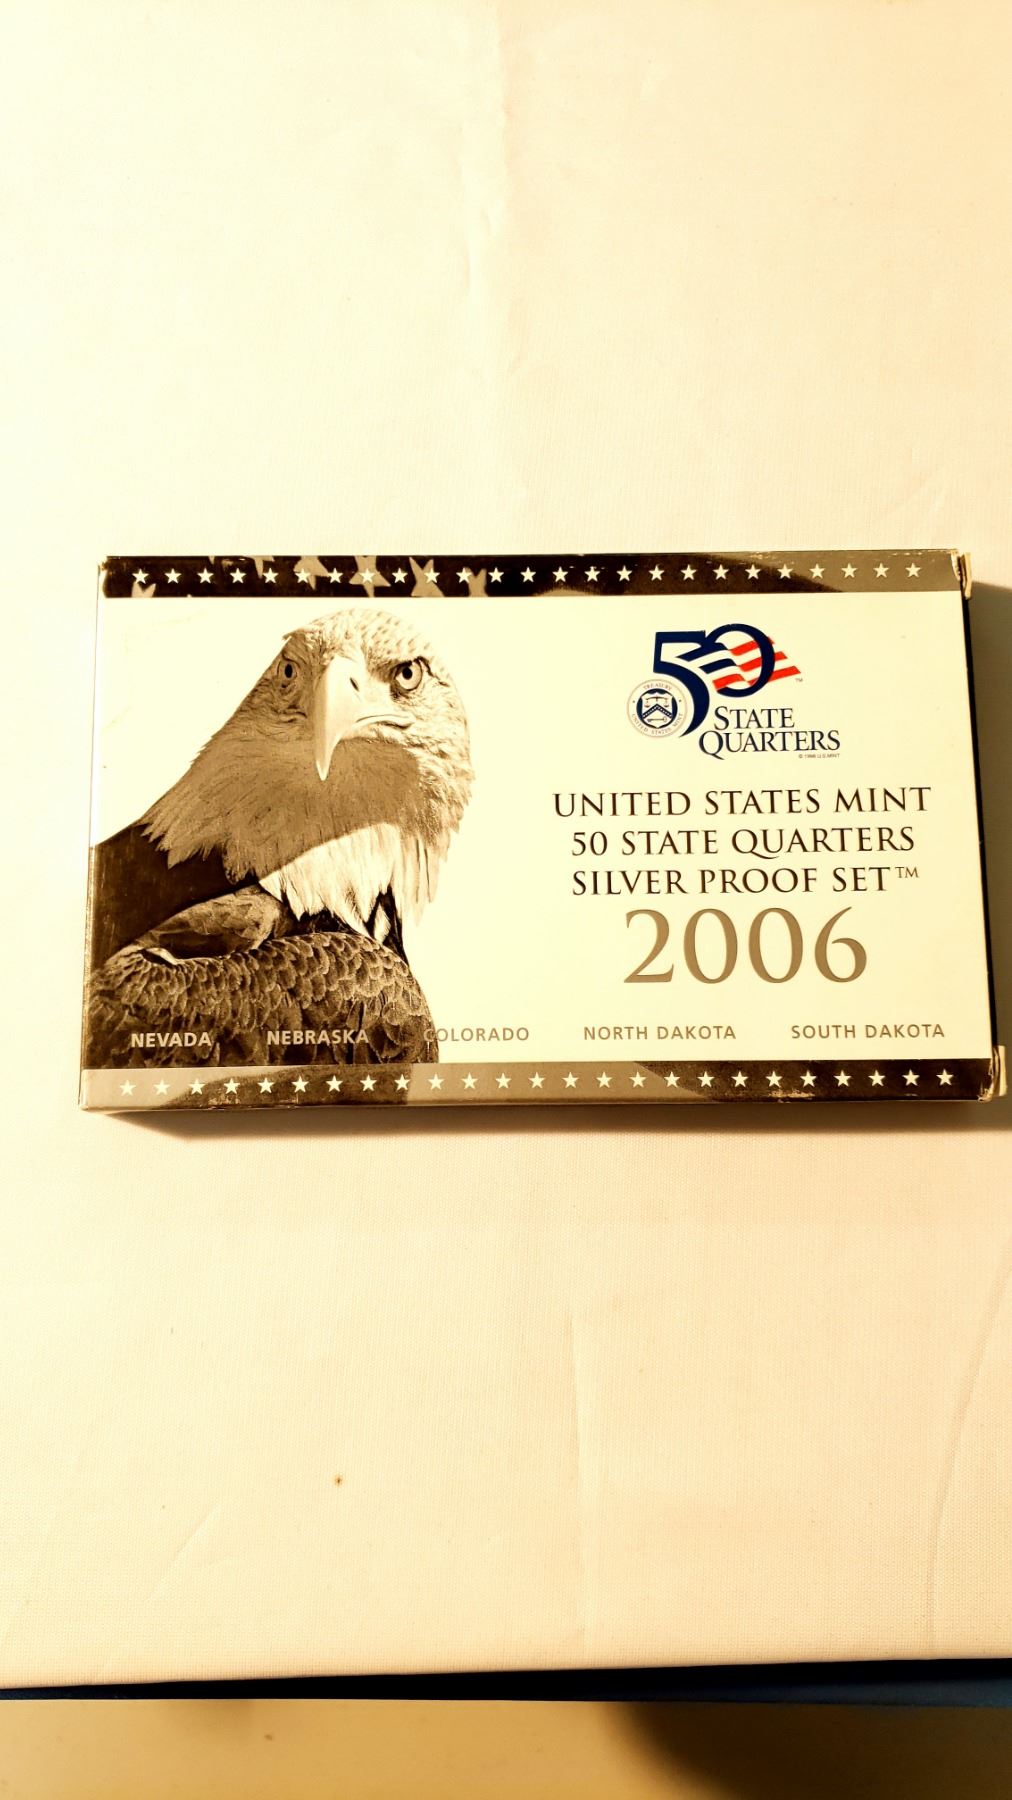 50
STATE
QUARTERS
UNITED STATES MINT
50 STATE QUARTERS
SILVER PROOF SET™
2006
NEVADA NEBRASKA COLORADO NORTH DAKOTA SOUTH DAKOTA